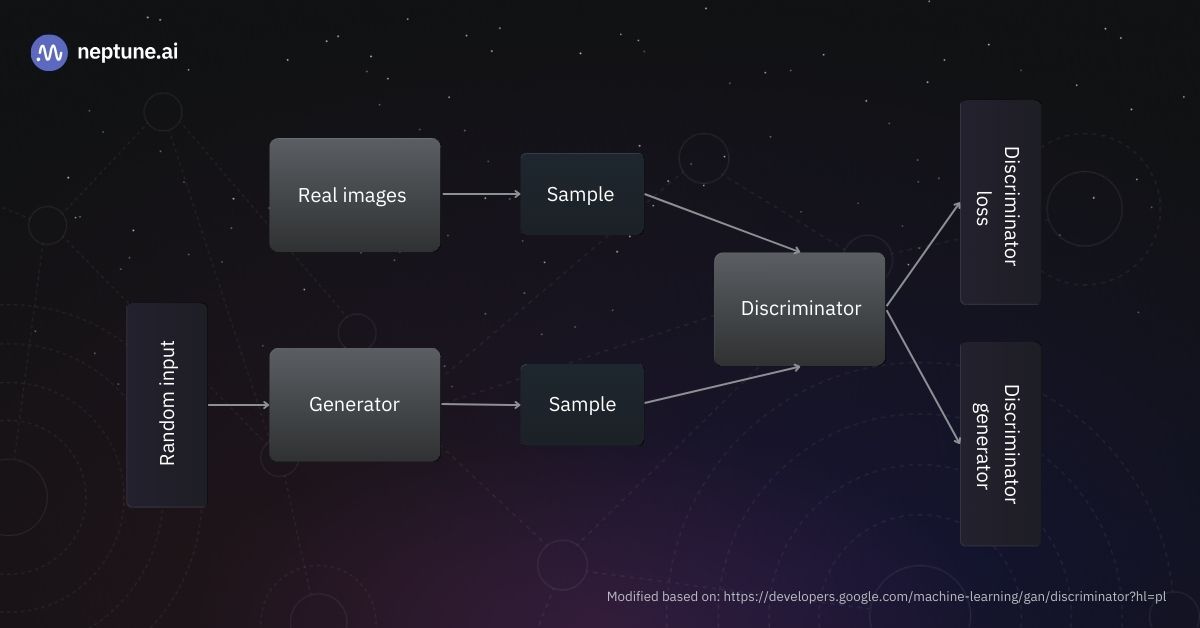 neptune.ai
Real images
Sample
Discriminator
loss
Discriminator
Random input
Generator
Sample
Discriminator
generator
Modified based on: https://developers.google.com/machine-learning/gan/discriminator?hl=pl